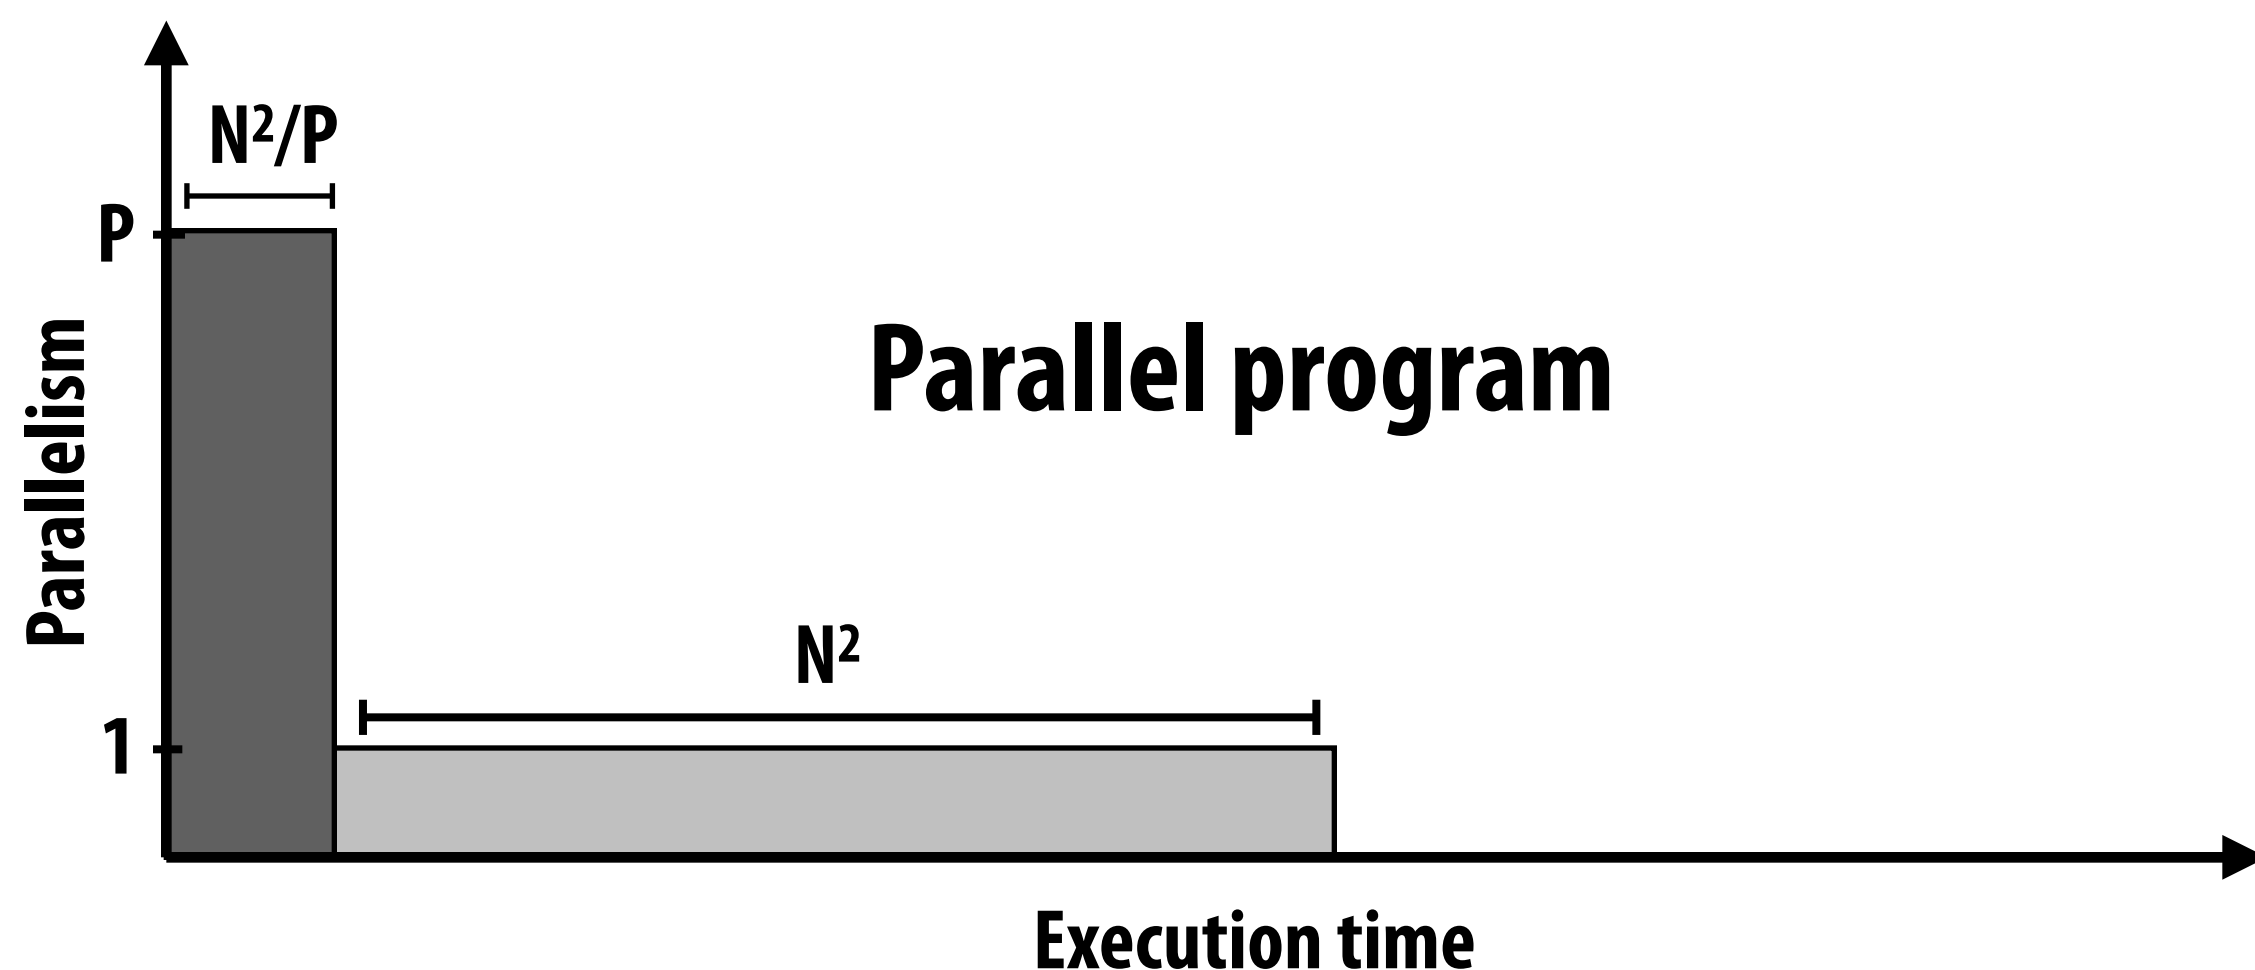 N²/P
P
Parallelism
Parallel program
N²
1
Execution time